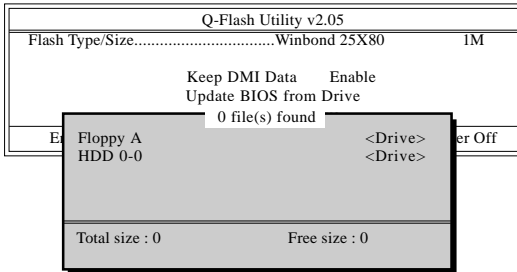 Q-Flash Utility v2.05
Flash Type/Size.................................Winbond 25X80 1M
Keep DMI Data Enable
Update BIOS from Drive
0 file(s) found
Floppy A <Drive>
HDD 0-0 <Drive>
Total size : 0 Free size : 0
Off